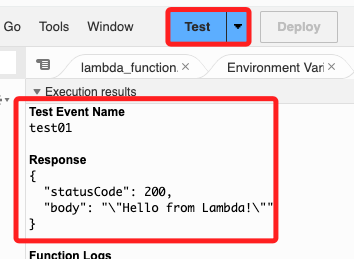 Go Tools Window Test Deploy
lambda_function. Environment Vari
Execution results
Test Event Name
test01
Response
{
"statusCode": 200,
"body": "\"Hello from Lambda!\""
}
Function Logs